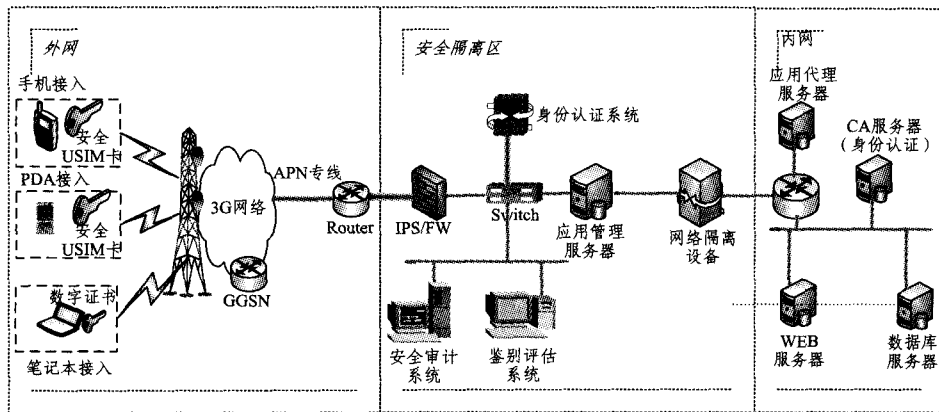 外网
手机接入
安全
USIM卡
PDA接入
安全
USIM卡
数字证书
笔记本接入
3G网络
GGSN
APN专线
Router
安全隔离区
身份认证系统
IPS/FW
Switch
应用管理
服务器
网络隔离
设备
安全审计
系统
鉴别评估
系统
内网
应用代理
服务器
CA服务器
(身份认证)
WEB
服务器
数据库
服务器